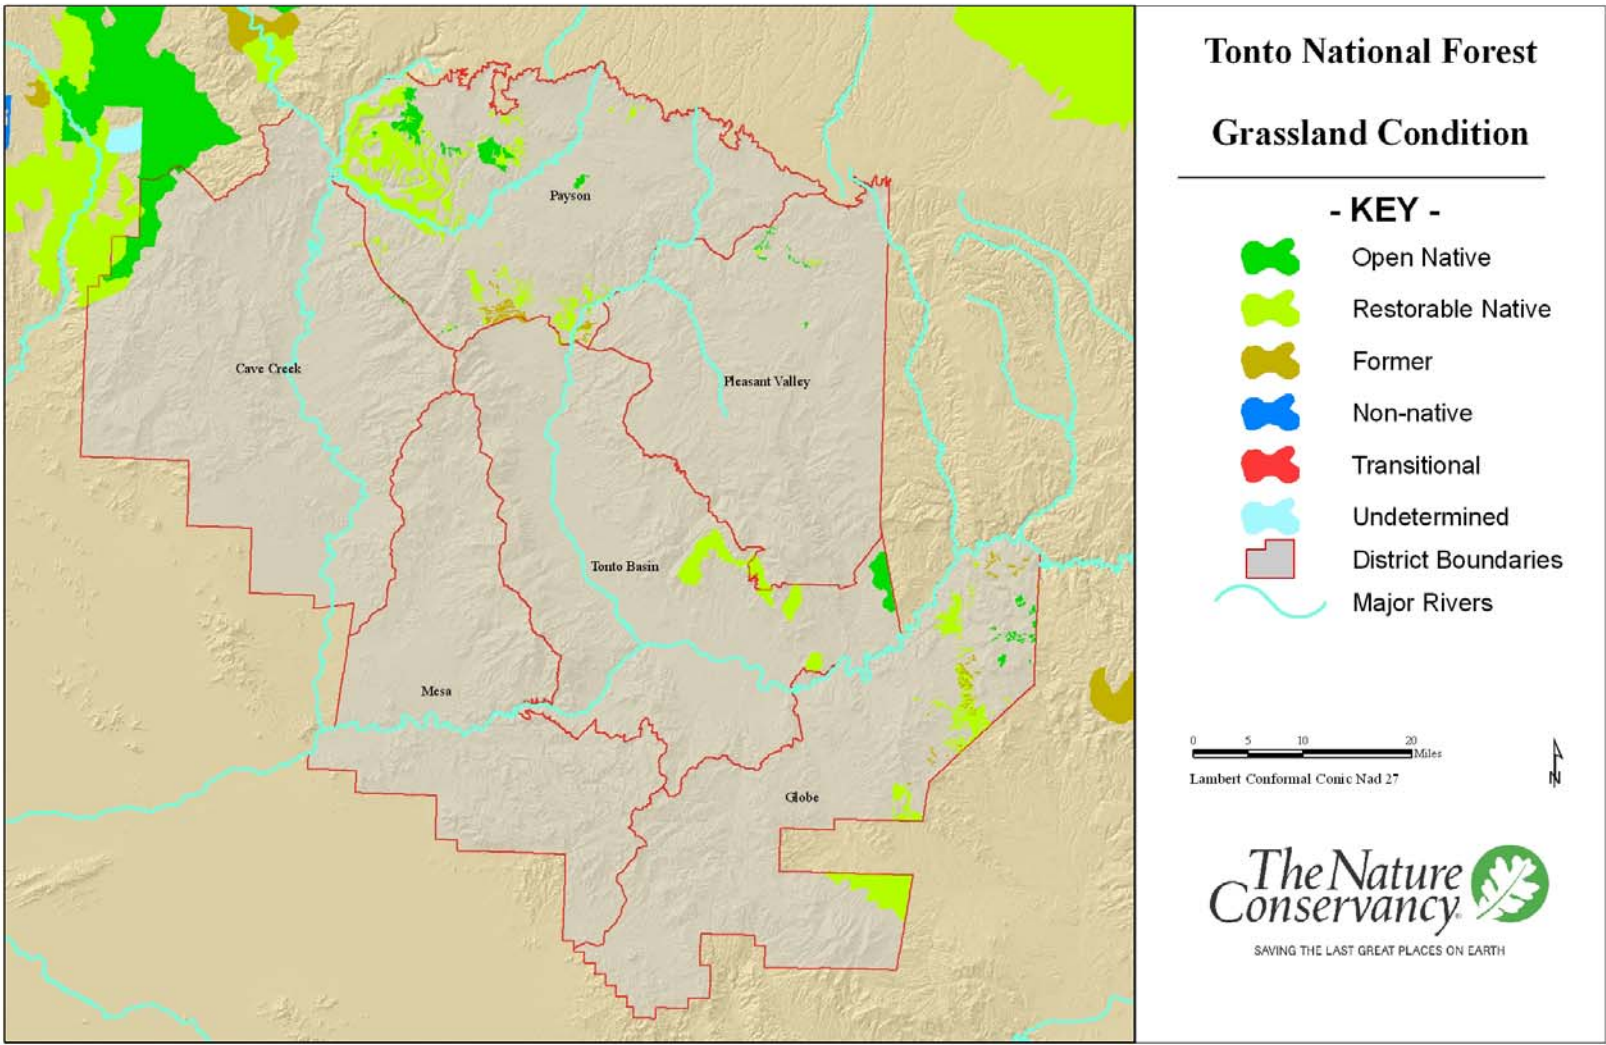 Tonto National Forest
Grassland Condition
- KEY -
Open Native
Restorable Native
Former
Non-native
Transitional
Undetermined
District Boundaries
Major Rivers
0 5 10 20
Miles
Lambert Conformal Conic Nad 27
N
The Nature
Conservancy®
SAVING THE LAST GREAT PLACES ON EARTH
Payson
Cave Creek
Pleasant Valley
Tonto Basin
Mesa
Globe